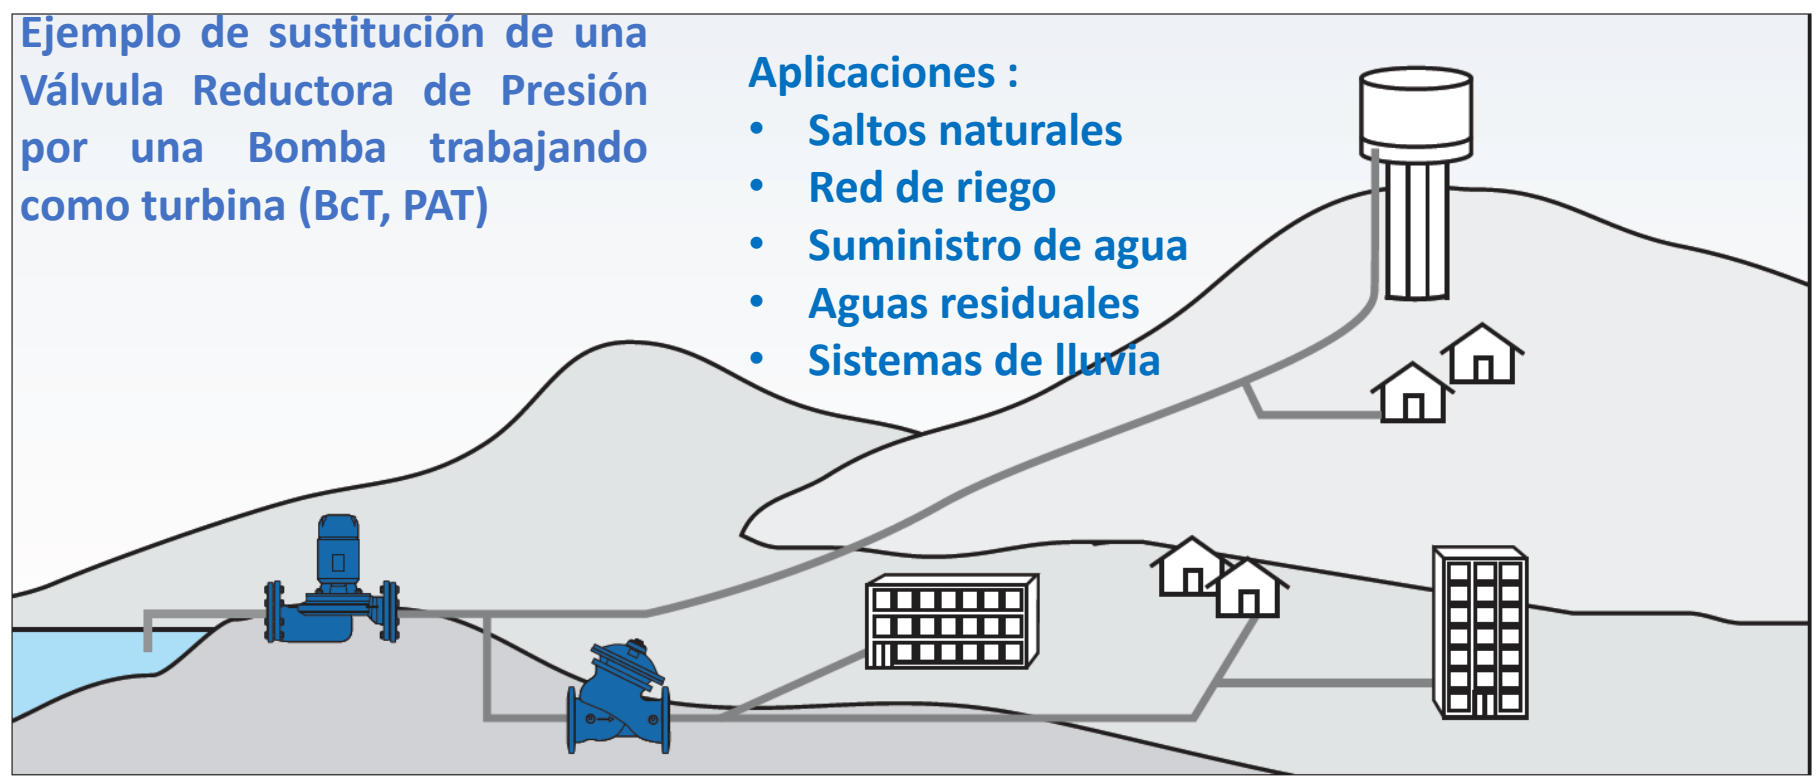 Ejemplo de sustitución de una
Válvula Reductora de Presión
por una Bomba trabajando
como turbina (BcT, PAT)
Aplicaciones :
• Saltos naturales
• Red de riego
• Suministro de agua
• Aguas residuales
• Sistemas de lluvia